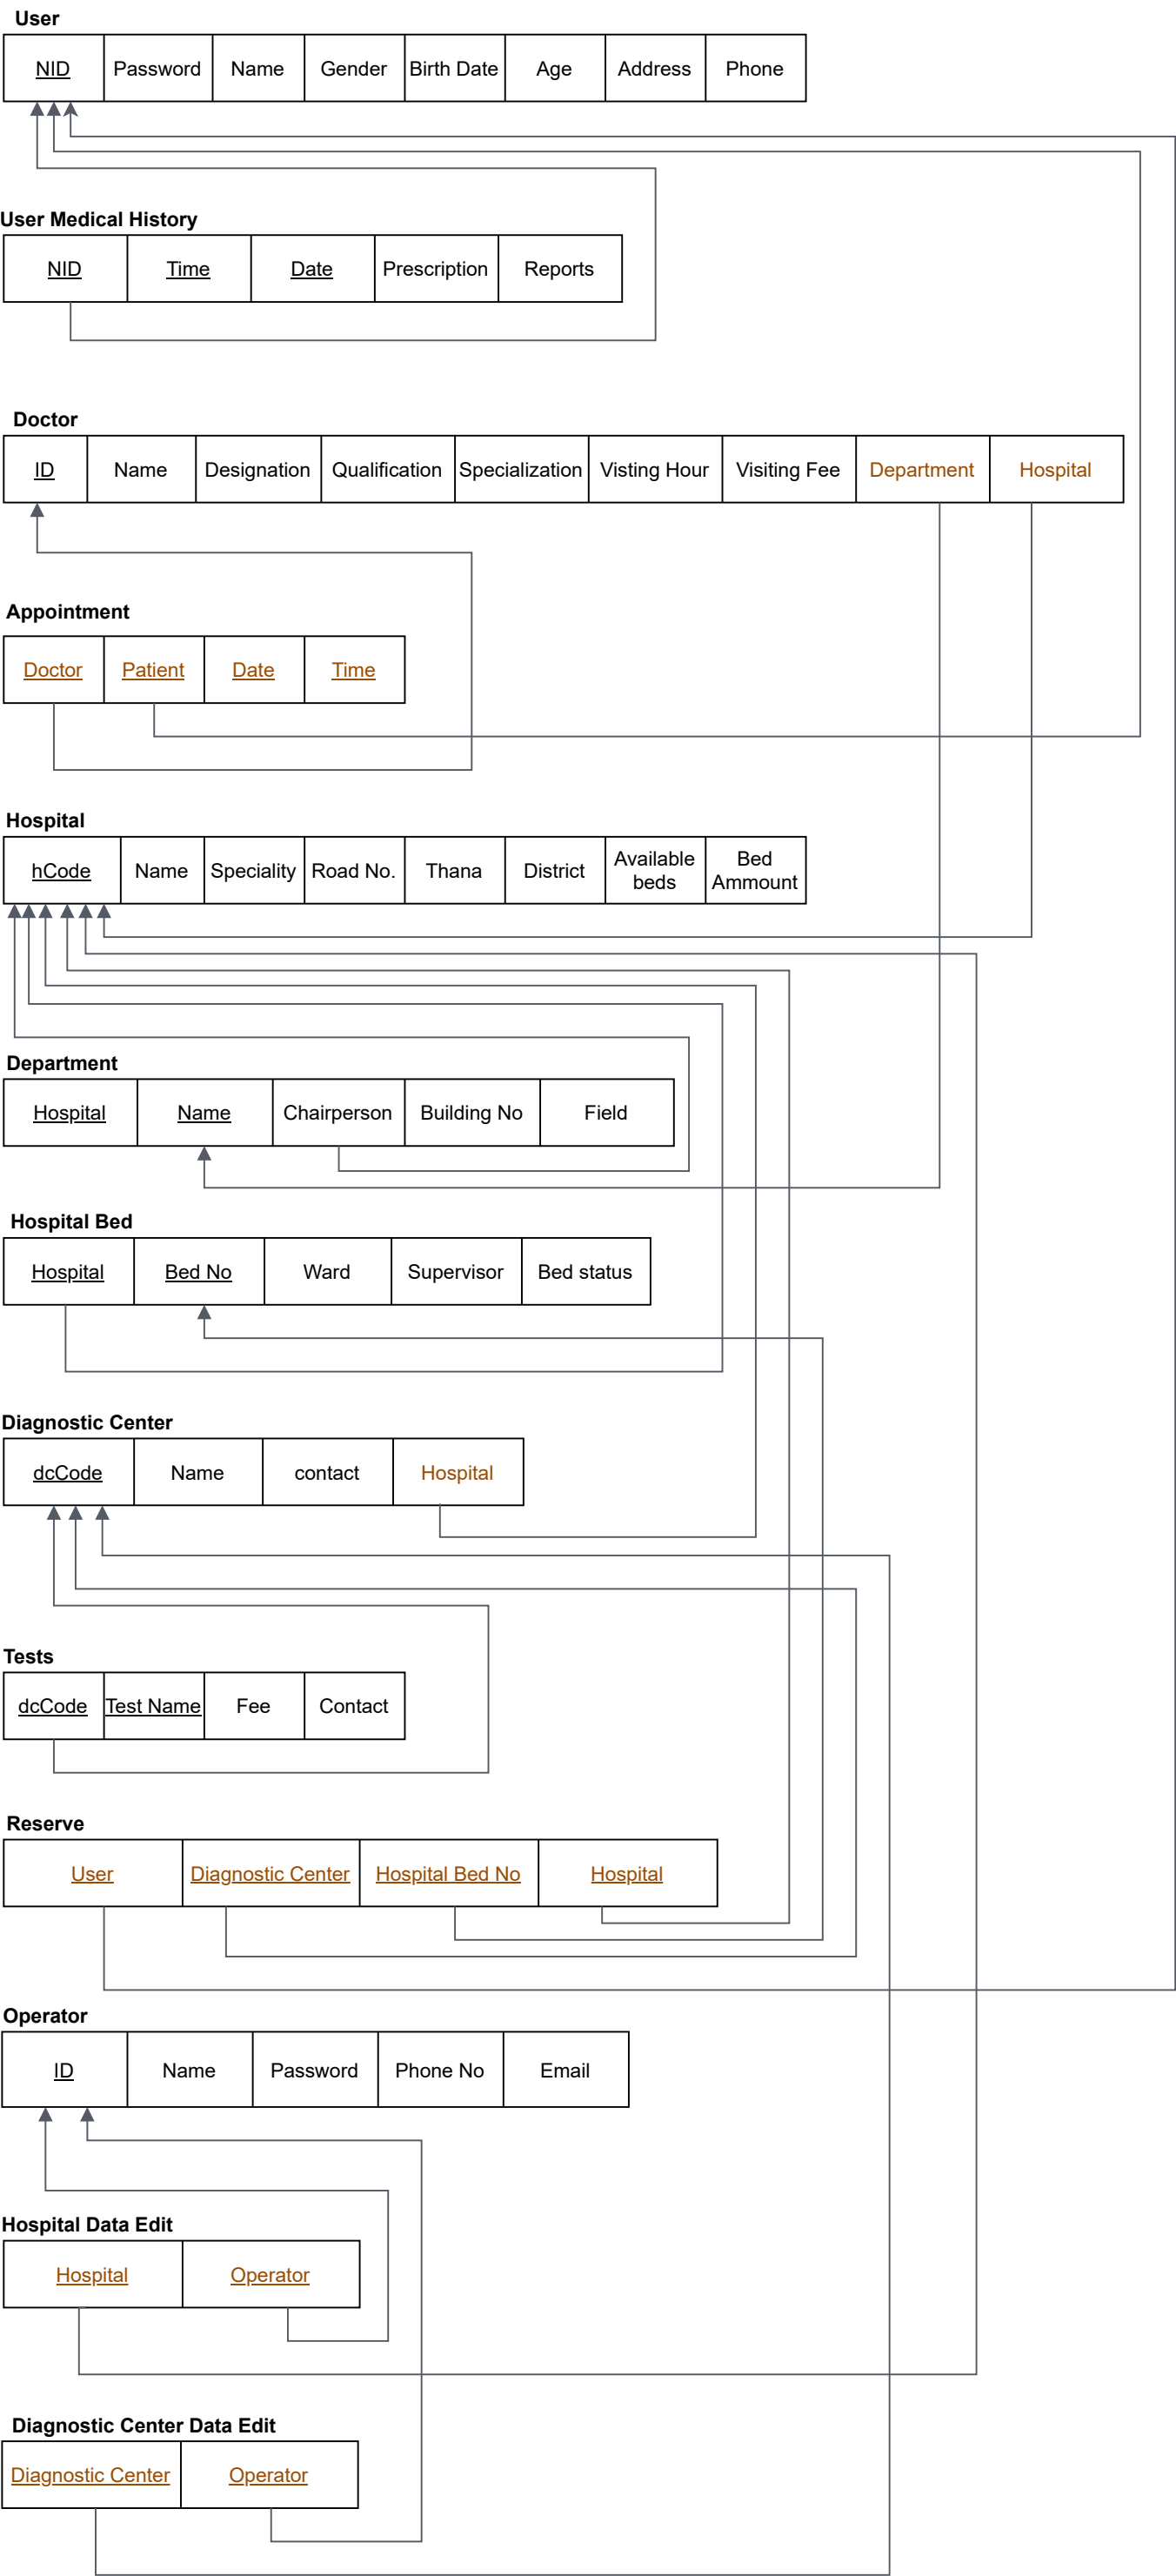 User
NID Password Name Gender Birth Date Age Address Phone
User Medical History
NID Time Date Prescription Reports
Doctor
ID Name Designation Qualification Specialization Visting Hour Visiting Fee Department Hospital
Appointment
Doctor Patient Date Time
Hospital
hCode Name Speciality Road No. Thana District Available beds Bed Ammount
Department
Hospital Name Chairperson Building No Field
Hospital Bed
Hospital Bed No Ward Supervisor Bed status
Diagnostic Center
dcCode Name contact Hospital
Tests
dcCode Test Name Fee Contact
Reserve
User Diagnostic Center Hospital Bed No Hospital
Operator
ID Name Password Phone No Email
Hospital Data Edit
Hospital Operator
Diagnostic Center Data Edit
Diagnostic Center Operator